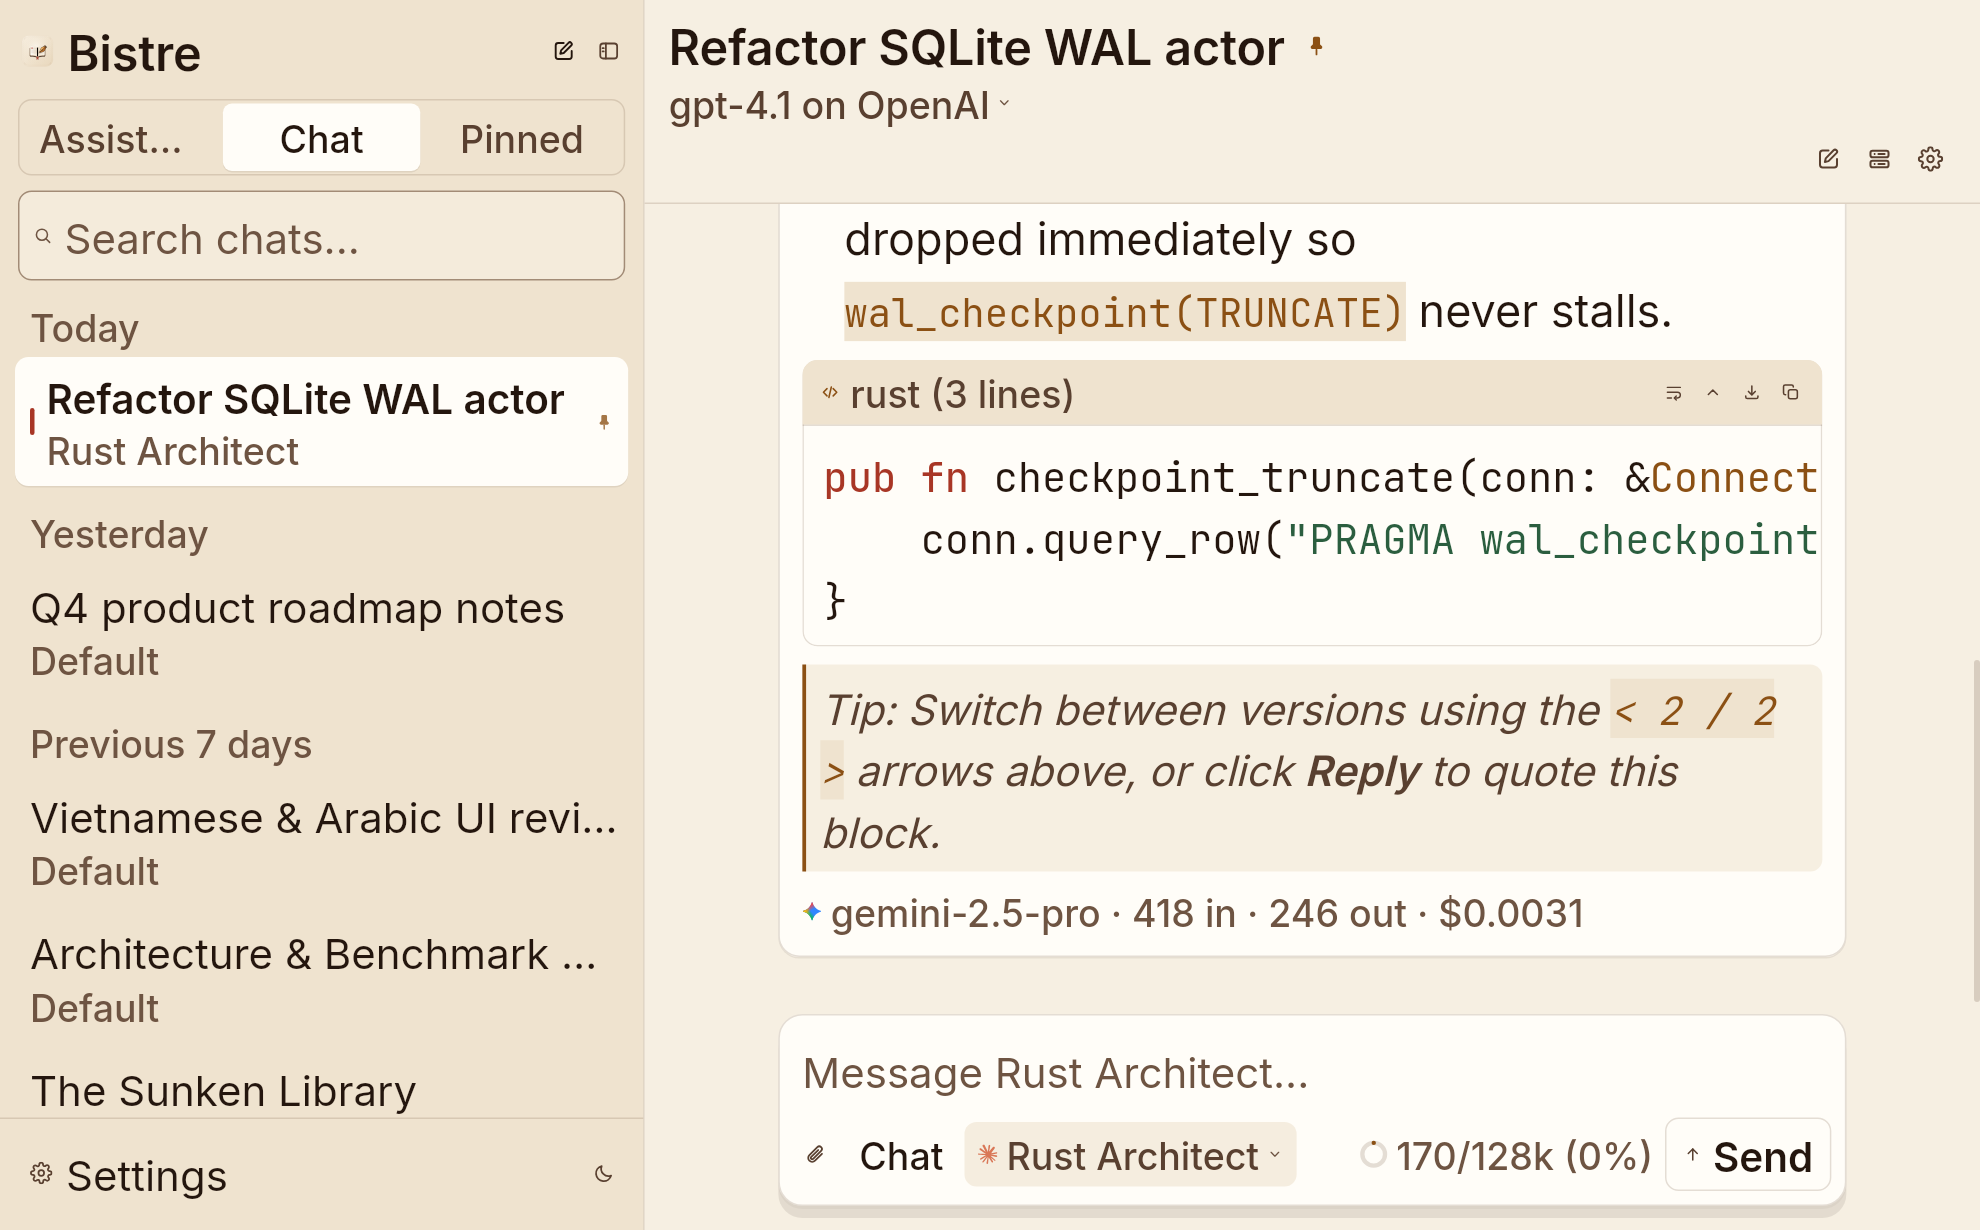 Bistre
Assist...
Chat
Pinned
Search chats...
Today
Refactor SQLite WAL actor
Rust Architect
Yesterday
Q4 product roadmap notes
Default
Previous 7 days
Vietnamese & Arabic UI revi...
Default
Architecture & Benchmark ...
Default
The Sunken Library
Settings
Refactor SQLite WAL actor
gpt-4.1 on OpenAI
dropped immediately so
wal_checkpoint(TRUNCATE) never stalls.
rust (3 lines)
pub fn checkpoint_truncate(conn: &Connect
    conn.query_row("PRAGMA wal_checkpoint
}
Tip: Switch between versions using the < 2 / 2
> arrows above, or click Reply to quote this
block.
gemini-2.5-pro · 418 in · 246 out · $0.0031
Message Rust Architect...
Chat
Rust Architect
170/128k (0%)
Send